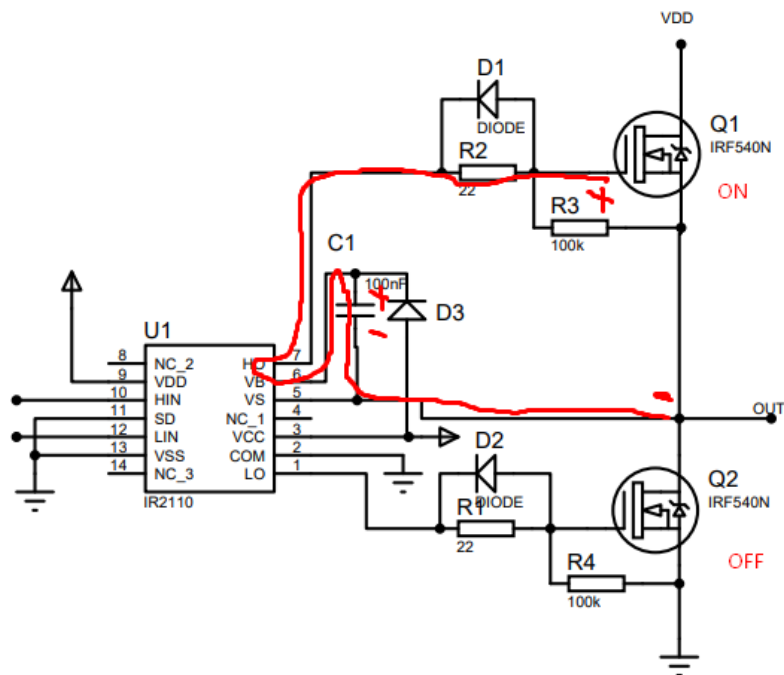 VDD
D1
DIODE
Q1
IRF540N
R2
22
ON
R3
100k
C1
100nF
D3
U1
8 NC_2 HO 7
9 VDD VB 6
10 HIN VS 5
11 SD NC_1 4
12 LIN VCC 3
13 VSS COM 2
14 NC_3 LO 1
IR2110
OUT
D2
DIODE
Q2
IRF540N
R1
22
OFF
R4
100k